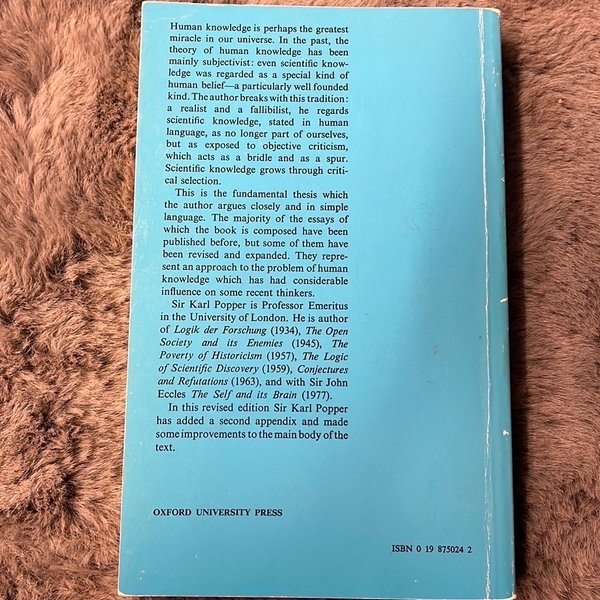 Human knowledge is perhaps the greatest
miracle in our universe. In the past, the
theory of human knowledge has been
mainly subjectivist: even scientific know-
ledge was regarded as a special kind of
human belief—a particularly well founded
kind. The author breaks with this tradition:
a realist and a fallibilist, he regards
scientific knowledge, stated in human
language, as no longer part of ourselves,
but as exposed to objective criticism,
which acts as a bridle and as a spur.
Scientific knowledge grows through criti-
cal selection.
This is the fundamental thesis which
the author argues closely and in simple
language. The majority of the essays of
which the book is composed have been
published before, but some of them have
been revised and expanded. They repre-
sent an approach to the problem of human
knowledge which has had considerable
influence on some recent thinkers.
Sir Karl Popper is Professor Emeritus
in the University of London. He is author
of Logik der Forschung (1934), The Open
Society and its Enemies (1945), The
Poverty of Historicism (1957), The Logic
of Scientific Discovery (1959), Conjectures
and Refutations (1963), and with Sir John
Eccles The Self and its Brain (1977).
In this revised edition Sir Karl Popper
has added a second appendix and made
some improvements to the main body of the
text.
OXFORD UNIVERSITY PRESS
ISBN 0 19 875024 2